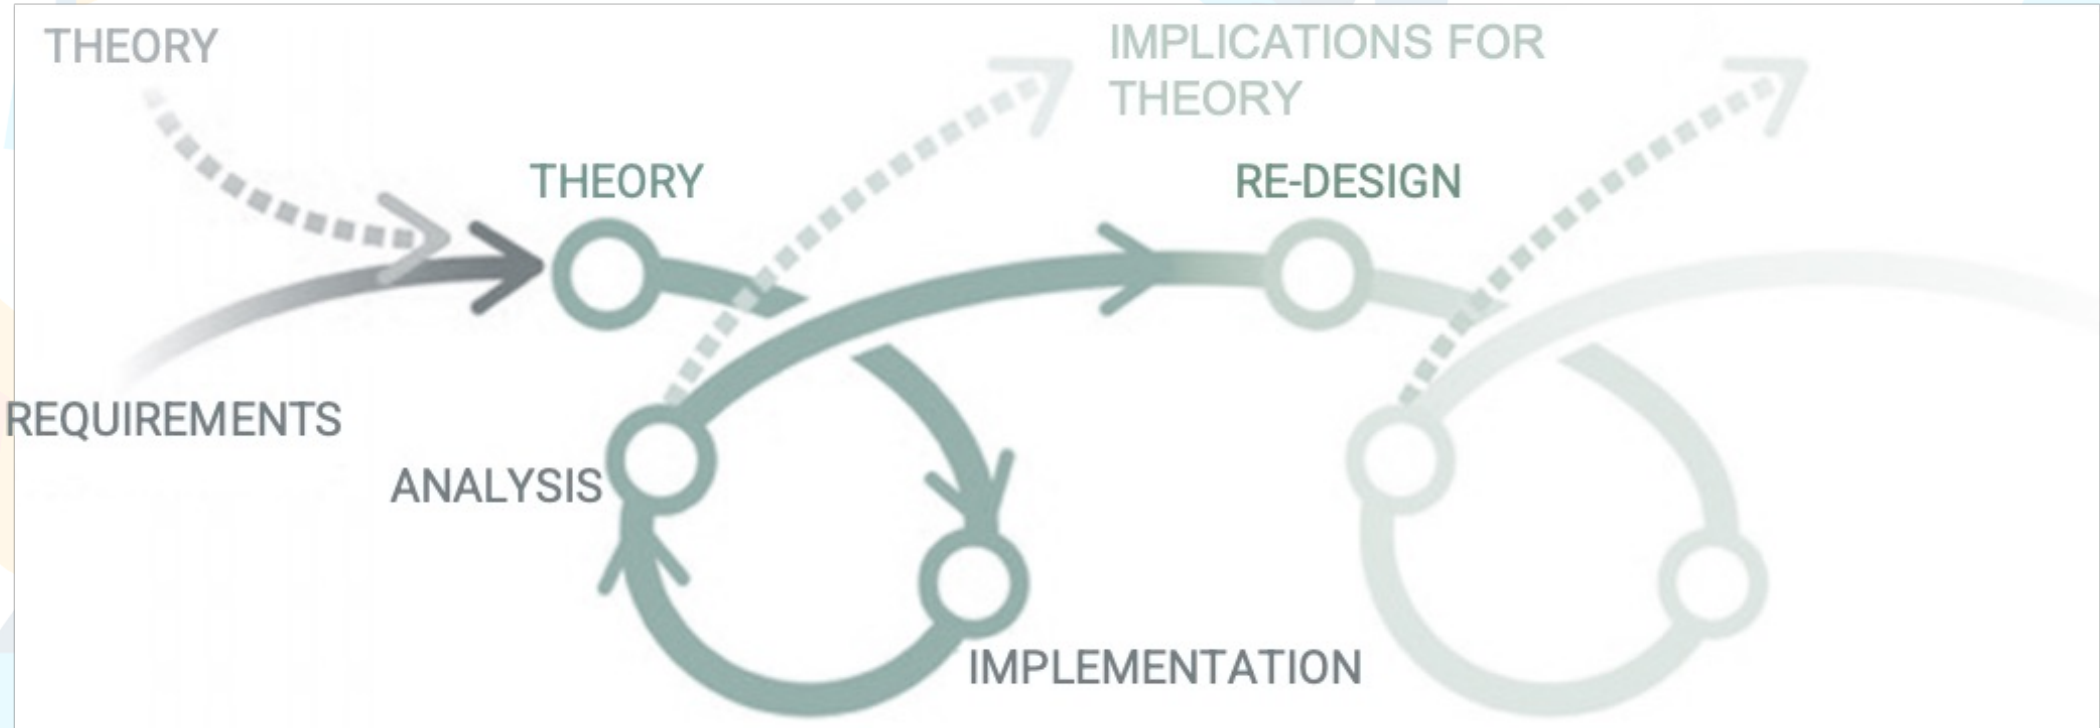 THEORY
IMPLICATIONS FOR
THEORY
THEORY
RE-DESIGN
REQUIREMENTS
ANALYSIS
IMPLEMENTATION